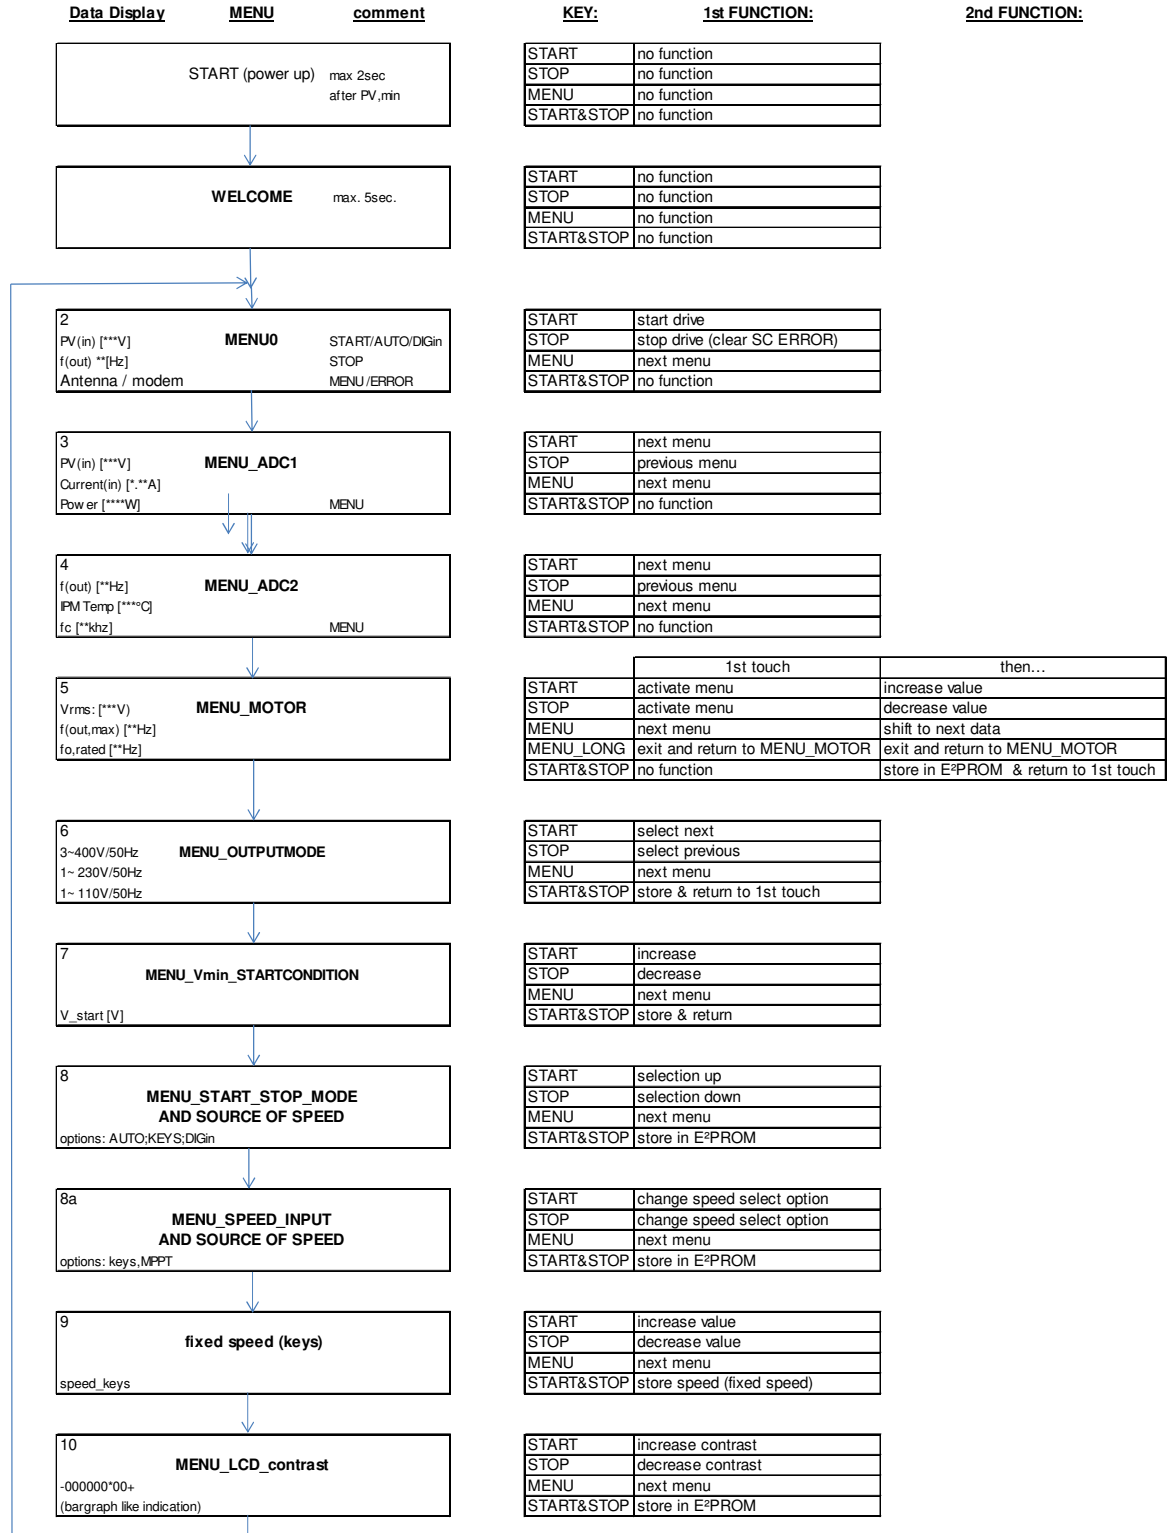 Data Display MENU comment KEY: 1st FUNCTION: 2nd FUNCTION:
START (power up) max 2sec
after PV,min
START no function
STOP no function
MENU no function
START&STOP no function
WELCOME max. 5sec.
START no function
STOP no function
MENU no function
START&STOP no function
2
PV(in) [***V] MENU0 START/AUTO/DIGin
f(out) **[Hz] STOP
Antenna / modem MENU/ERROR
START start drive
STOP stop drive (clear SC ERROR)
MENU next menu
START&STOP no function
3
PV(in) [***V] MENU_ADC1
Current(in) [*.**A]
Power [****W] MENU
START next menu
STOP previous menu
MENU next menu
START&STOP no function
4
f(out) [**Hz] MENU_ADC2
IPM Temp [***°C]
fc [**khz] MENU
START next menu
STOP previous menu
MENU next menu
START&STOP no function
1st touch then...
5
Vrms: [***V) MENU_MOTOR
f(out,max) [**Hz]
fo,rated [**Hz]
START activate menu increase value
STOP activate menu decrease value
MENU next menu shift to next data
MENU_LONG exit and return to MENU_MOTOR exit and return to MENU_MOTOR
START&STOP no function store in E²PROM & return to 1st touch
6
3~400V/50Hz MENU_OUTPUTMODE
1~ 230V/50Hz
1~ 110V/50Hz
START select next
STOP select previous
MENU next menu
START&STOP store & return to 1st touch
7
MENU_Vmin_STARTCONDITION
V_start [V]
START increase
STOP decrease
MENU next menu
START&STOP store & return
8
MENU_START_STOP_MODE
AND SOURCE OF SPEED
options: AUTO;KEYS;DIGin
START selection up
STOP selection down
MENU next menu
START&STOP store in E²PROM
8a
MENU_SPEED_INPUT
AND SOURCE OF SPEED
options: keys,MPPT
START change speed select option
STOP change speed select option
MENU next menu
START&STOP store in E²PROM
9
fixed speed (keys)
speed_keys
START increase value
STOP decrease value
MENU next menu
START&STOP store speed (fixed speed)
10
MENU_LCD_contrast
-000000*00+
(bargraph like indication)
START increase contrast
STOP decrease contrast
MENU next menu
START&STOP store in E²PROM